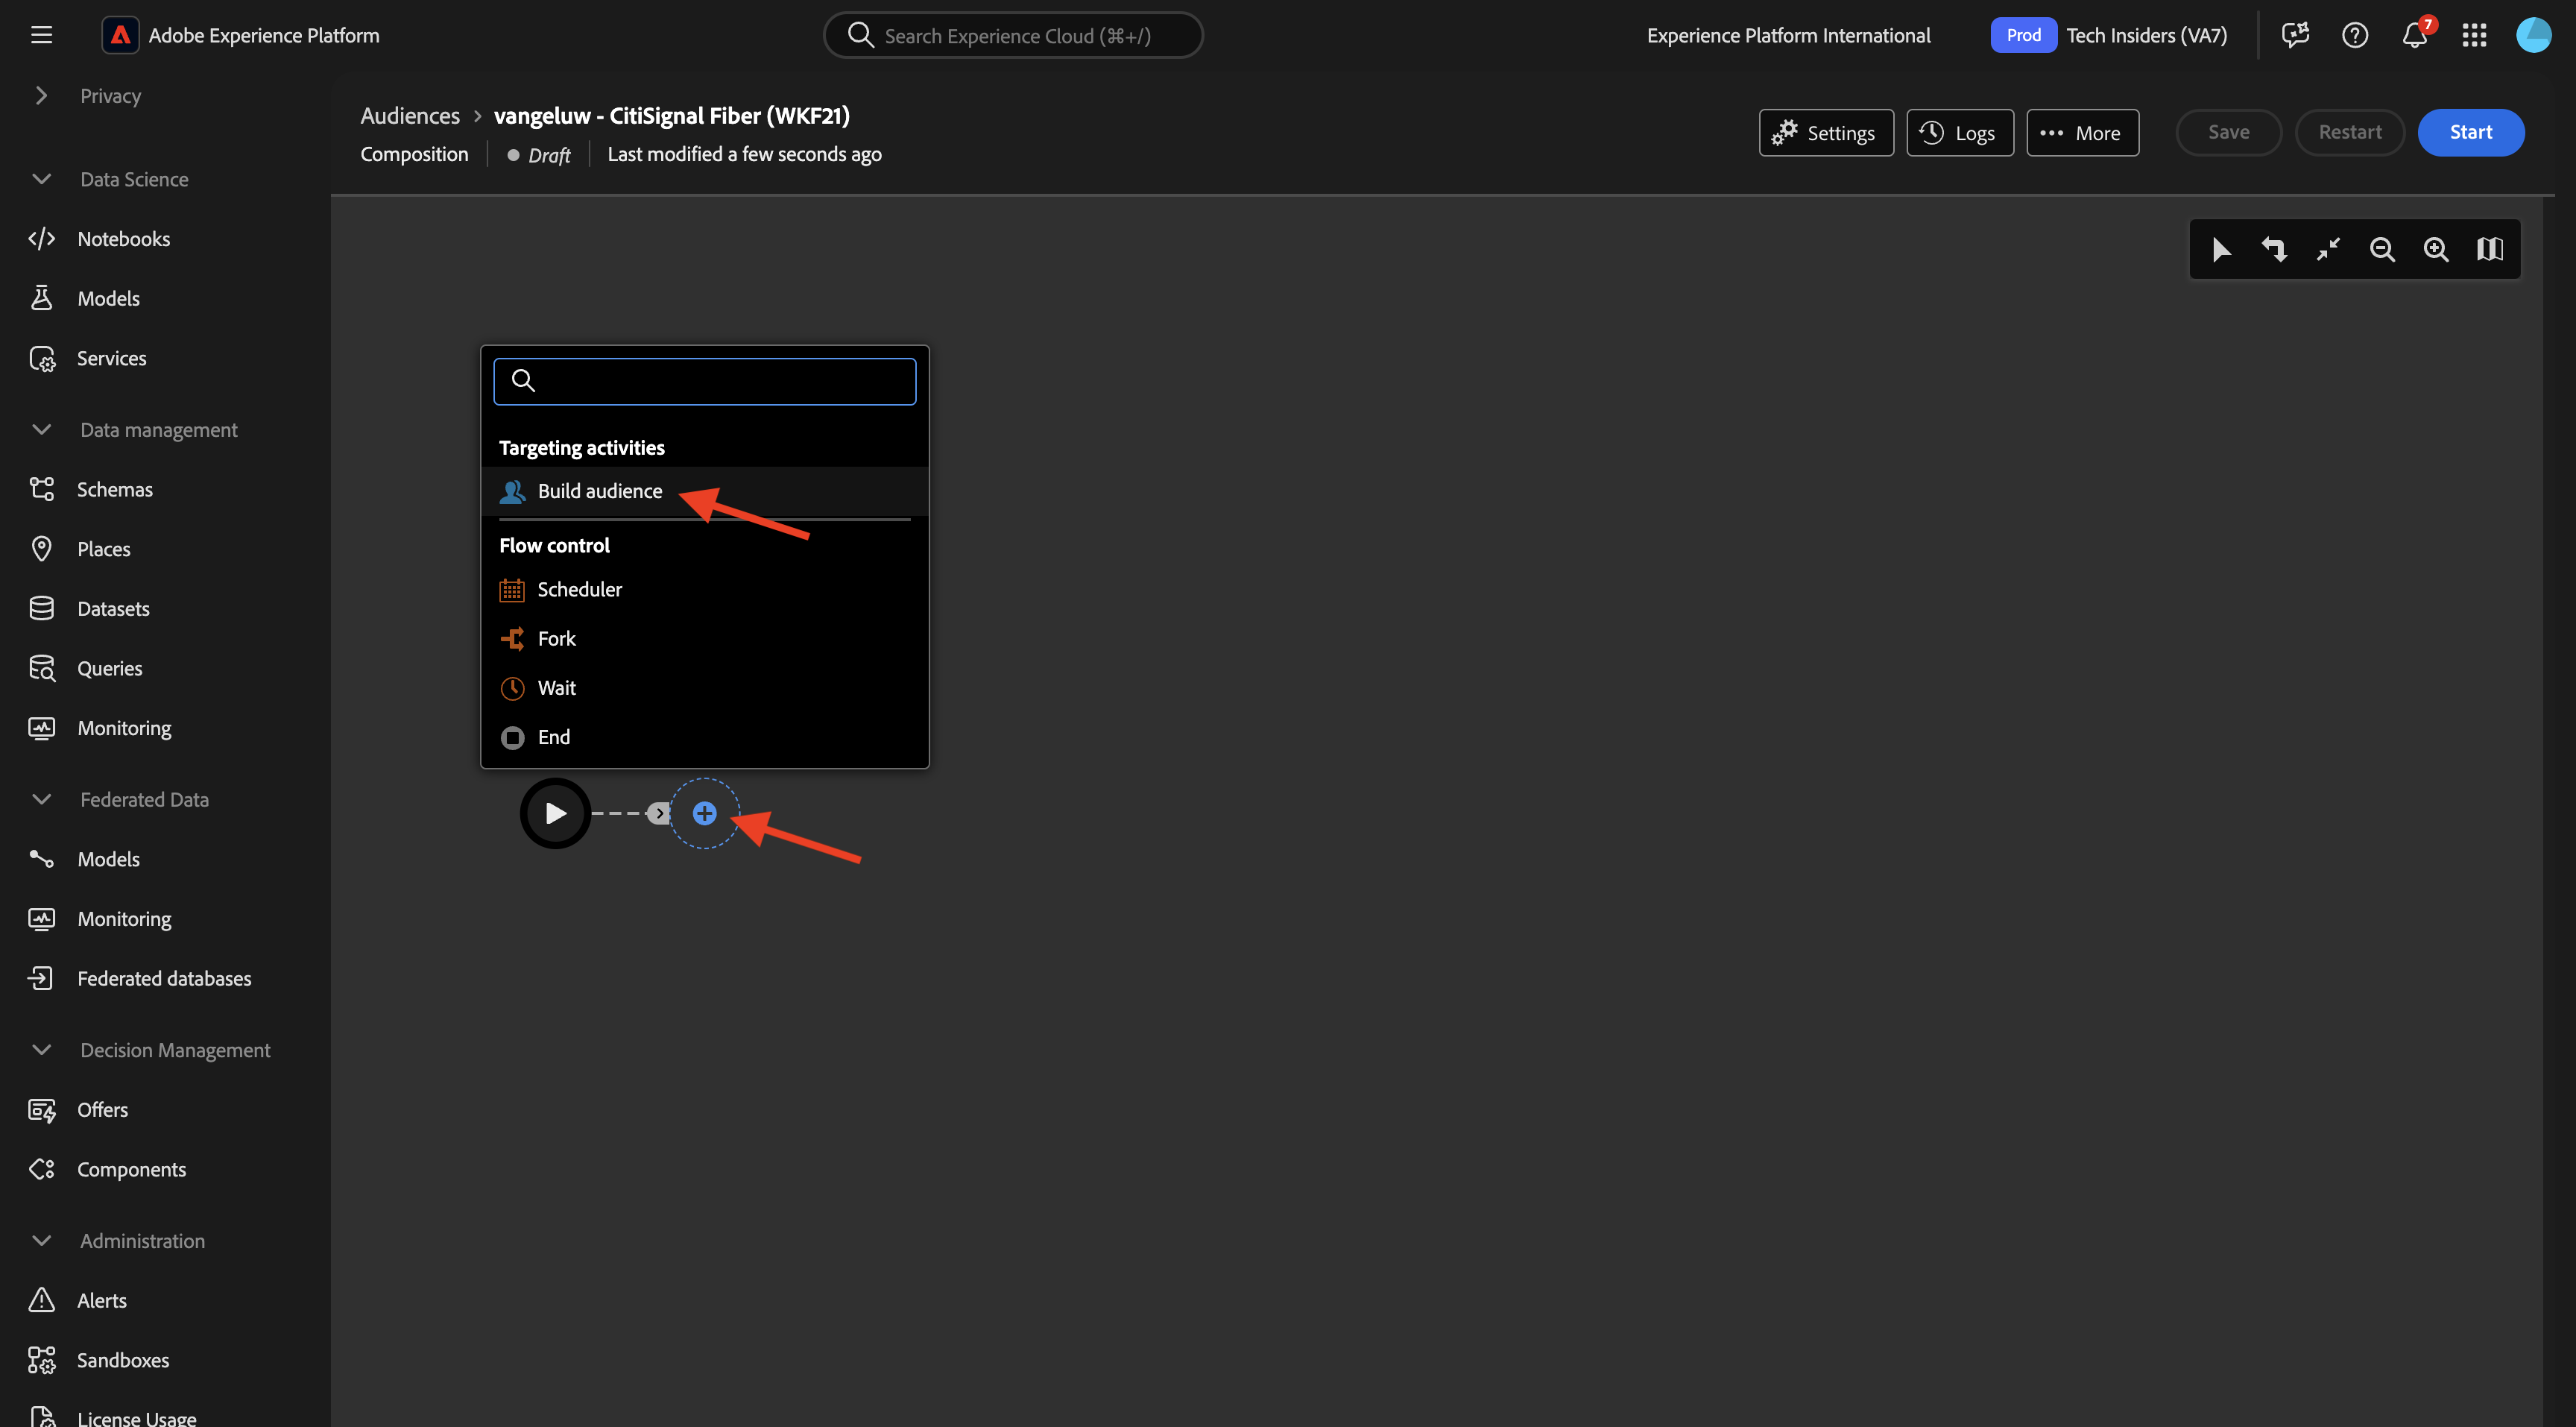 Adobe Experience Platform
Search Experience Cloud (⌘+/)
Experience Platform International
Prod
Tech Insiders (VA7)
7
Privacy
Data Science
Notebooks
Models
Services
Data management
Schemas
Places
Datasets
Queries
Monitoring
Federated Data
Models
Monitoring
Federated databases
Decision Management
Offers
Components
Administration
Alerts
Sandboxes
License Usage
Audiences > vangeluw - CitiSignal Fiber (WKF21)
Composition
Draft
Last modified a few seconds ago
Settings
Logs
More
Save
Restart
Start
Targeting activities
Build audience
Flow control
Scheduler
Fork
Wait
End